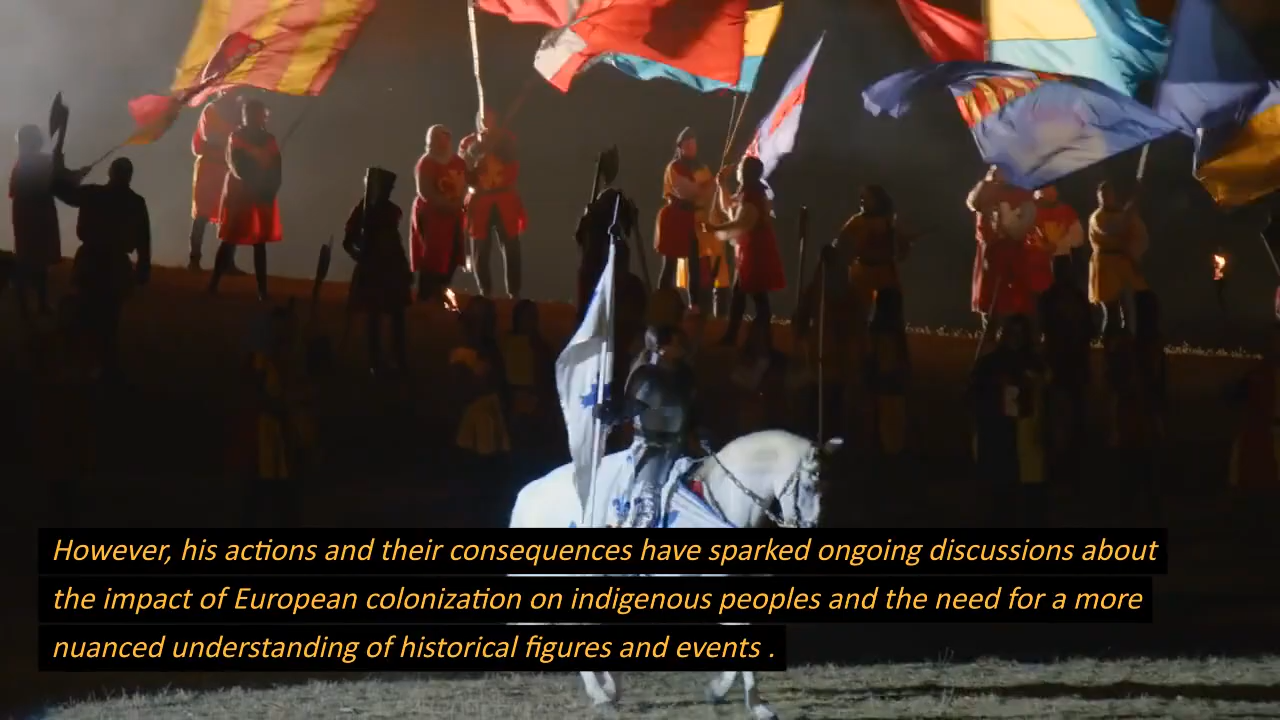 However, his actions and their consequences have sparked ongoing discussions about
the impact of European colonization on indigenous peoples and the need for a more
nuanced understanding of historical figures and events .